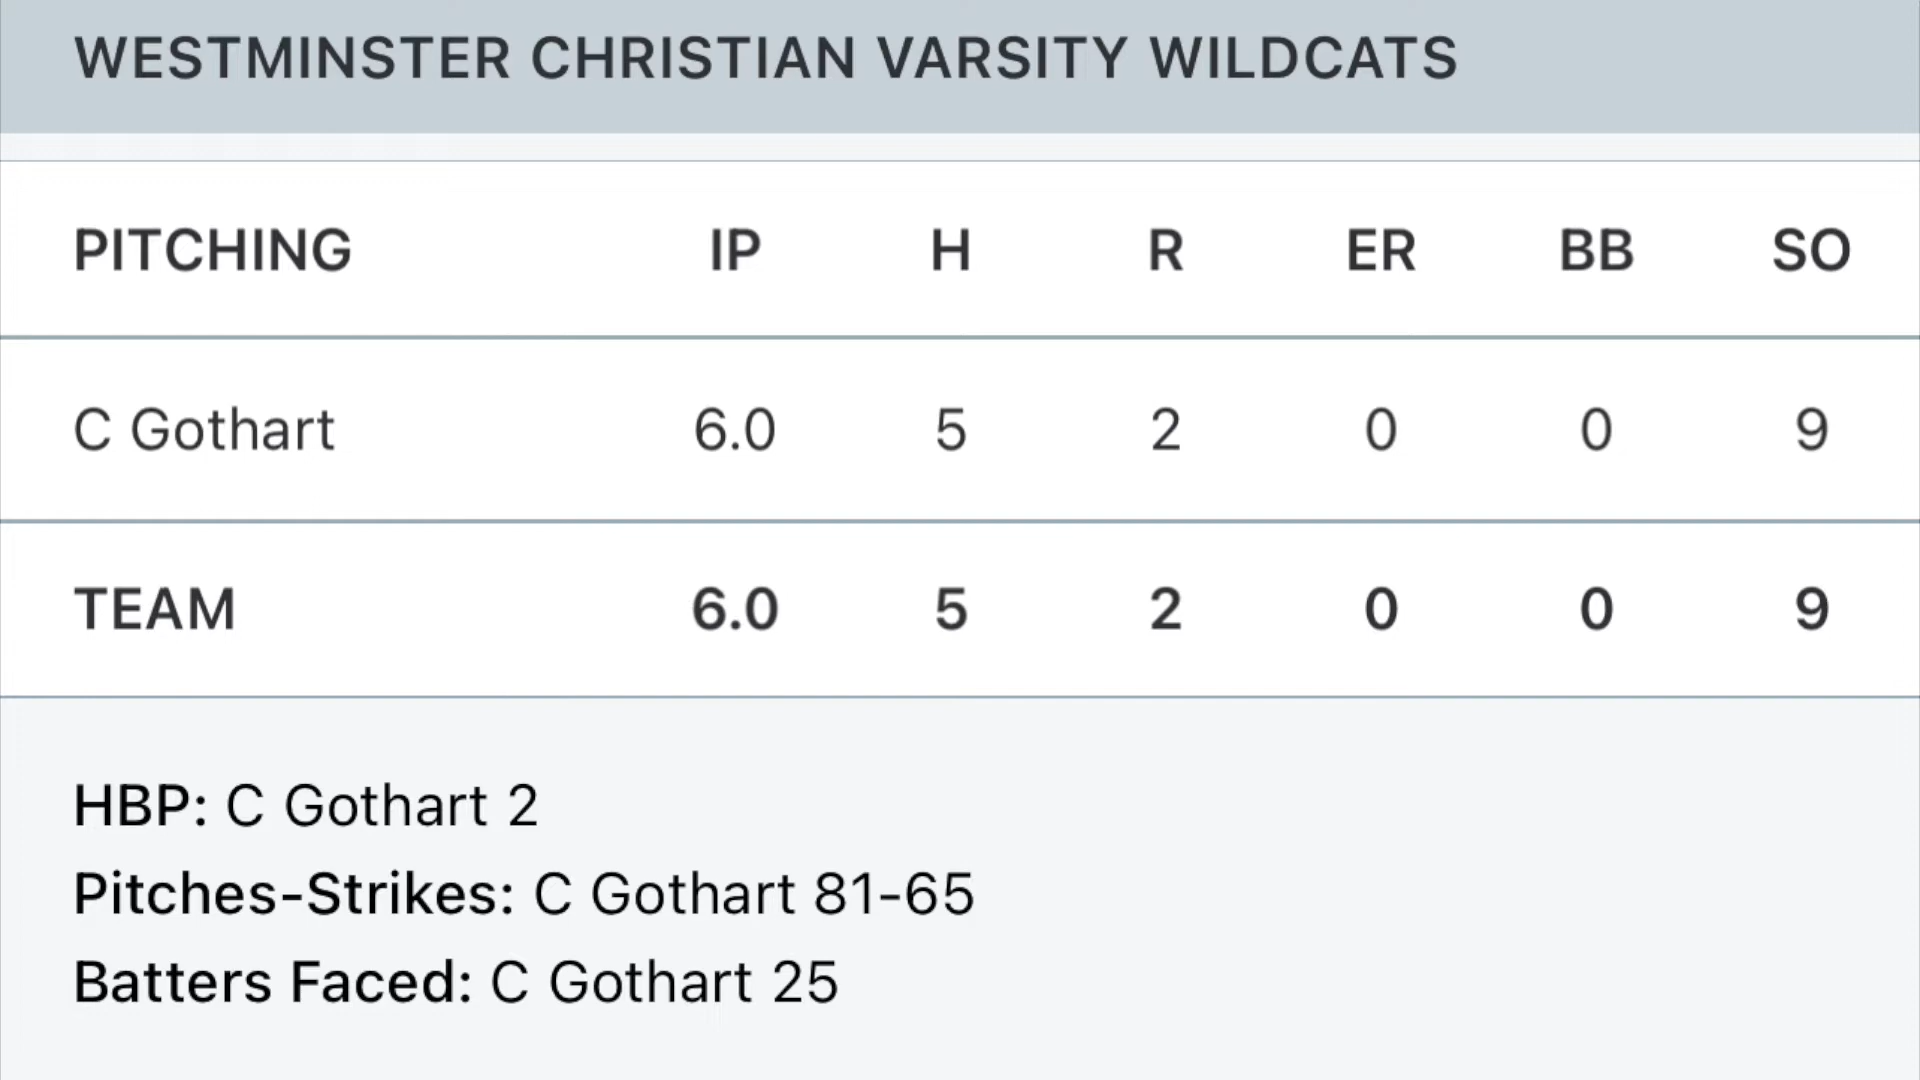 WESTMINSTER CHRISTIAN VARSITY WILDCATS
PITCHING IP H R ER BB SO
C Gothart 6.0 5 2 0 0 9
TEAM 6.0 5 2 0 0 9
HBP: C Gothart 2
Pitches-Strikes: C Gothart 81-65
Batters Faced: C Gothart 25